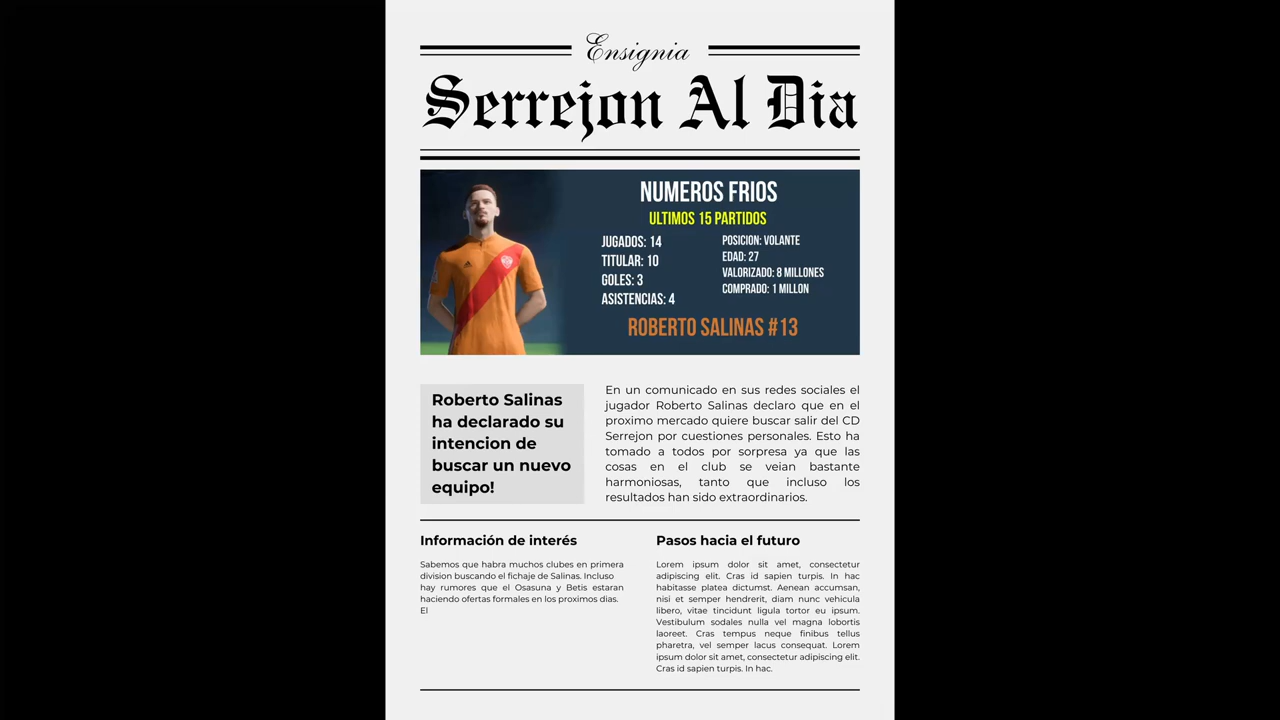 Ensignia
Serrejon Al Dia
NUMEROS FRIOS
ULTIMOS 15 PARTIDOS
JUGADOS: 14
TITULAR: 10
GOLES: 3
ASISTENCIAS: 4
POSICION: VOLANTE
EDAD: 27
VALORIZADO: 8 MILLONES
COMPRADO: 1 MILLON
ROBERTO SALINAS #13
Roberto Salinas
ha declarado su
intencion de
buscar un nuevo
equipo!
En un comunicado en sus redes sociales el
jugador Roberto Salinas declaro que en el
proximo mercado quiere buscar salir del CD
Serrejon por cuestiones personales. Esto ha
tomado a todos por sorpresa ya que las
cosas en el club se veian bastante
harmoniosas, tanto que incluso los
resultados han sido extraordinarios.
Información de interés
Sabemos que habra muchos clubes en primera
division buscando el fichaje de Salinas. Incluso
hay rumores que el Osasuna y Betis estaran
haciendo ofertas formales en los proximos dias.
El
Pasos hacia el futuro
Lorem ipsum dolor sit amet, consectetur
adipiscing elit. Cras id sapien turpis. In hac
habitasse platea dictumst. Aenean accumsan,
nisi et semper hendrerit, diam nunc vehicula
libero, vitae tincidunt ligula tortor eu ipsum.
Vestibulum sodales nulla vel magna lobortis
laoreet. Cras tempus neque finibus tellus
pharetra, vel semper lacus consequat. Lorem
ipsum dolor sit amet, consectetur adipiscing elit.
Cras id sapien turpis. In hac.